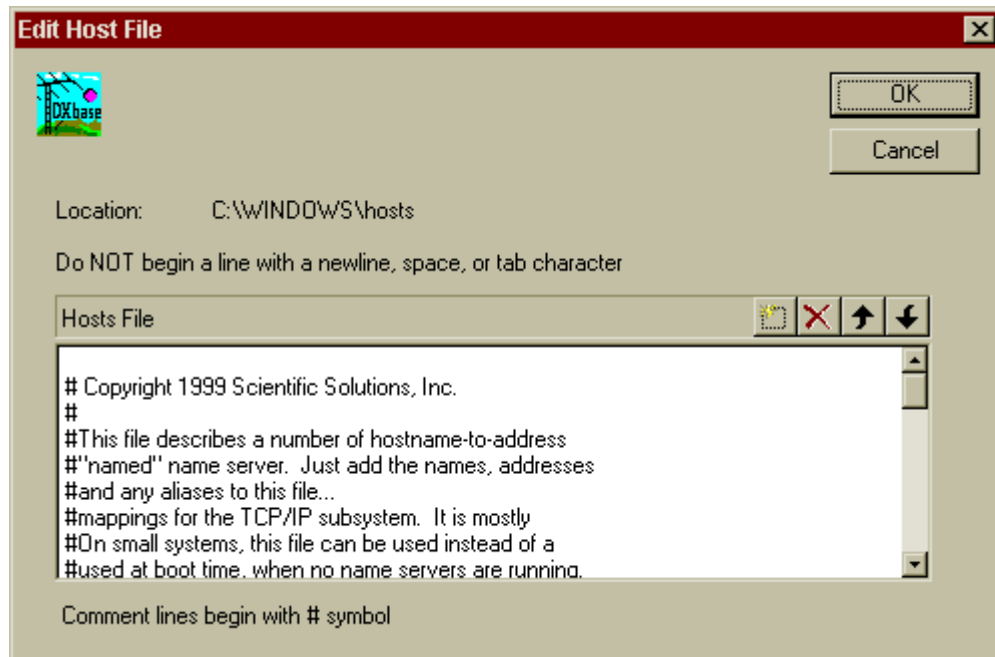 Edit Host File
DXbase
OK
Cancel
Location: C:\WINDOWS\hosts
Do NOT begin a line with a newline, space, or tab character
Hosts File
# Copyright 1999 Scientific Solutions, Inc.
#
#This file describes a number of hostname-to-address
#"named" name server.  Just add the names, addresses
#and any aliases to this file...
#mappings for the TCP/IP subsystem.  It is mostly
#On small systems, this file can be used instead of a
#used at boot time, when no name servers are running.
Comment lines begin with # symbol